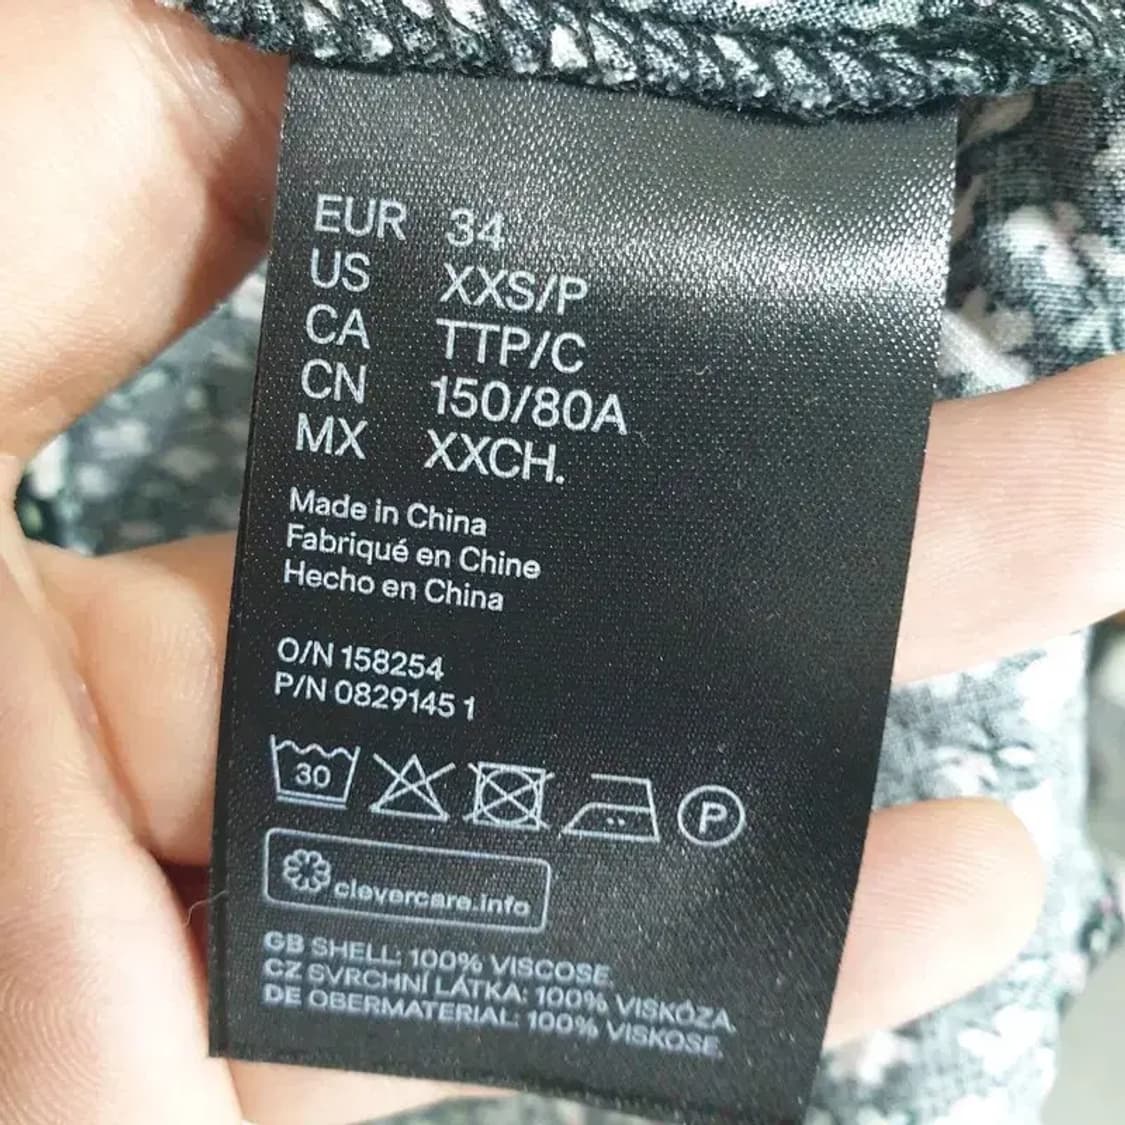 EUR 34
US XXS/P
CA TTP/C
CN 150/80A
MX XXCH.
Made in China
Fabriqué en Chine
Hecho en China
O/N 158254
P/N 0829145 1
30 P
clevercare.info
GB SHELL: 100% VISCOSE.
CZ SVRCHNÍ LÁTKA: 100% VISKÓZA.
DE OBERMATERIAL: 100% VISKOSE.